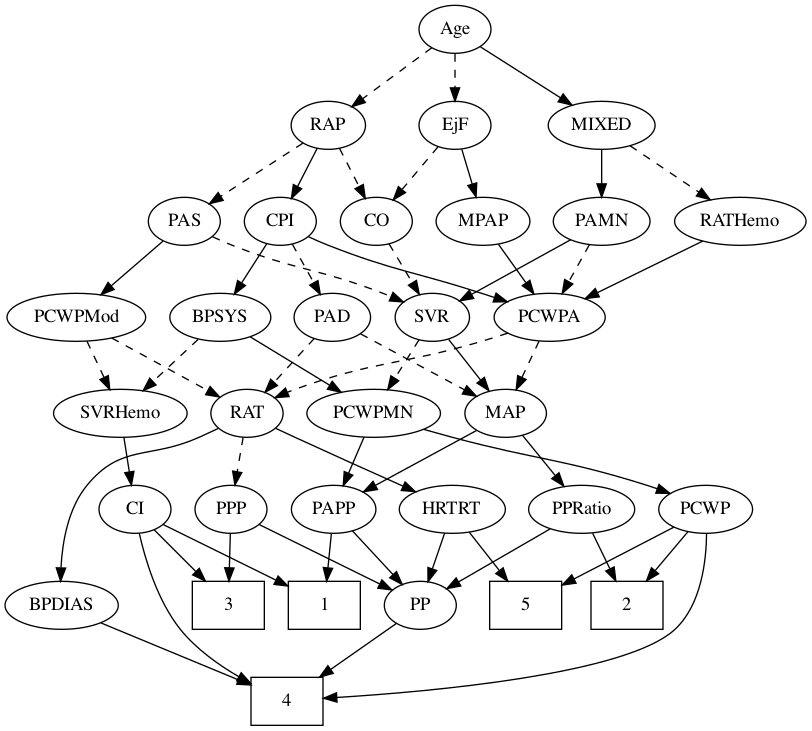 Age
RAP
EjF
MIXED
PAS
CPI
CO
MPAP
PAMN
RATHemo
PCWPMod
BPSYS
PAD
SVR
PCWPA
SVRHemo
RAT
PCWPMN
MAP
CI
PPP
PAPP
HRTRT
PPRatio
PCWP
BPDIAS
3
1
PP
5
2
4